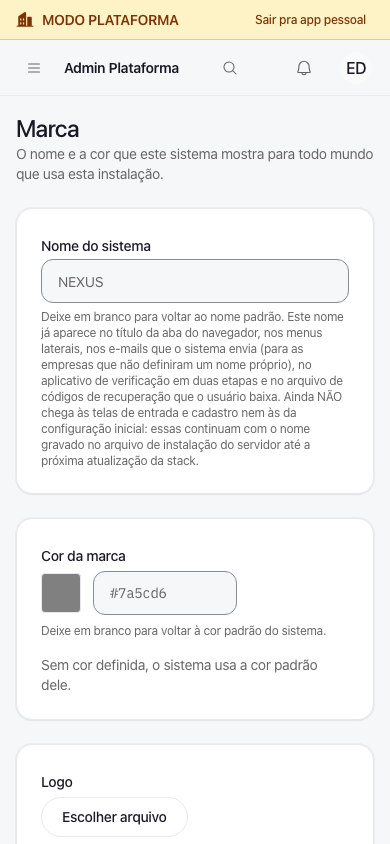 MODO PLATAFORMA
Sair pra app pessoal
Admin Plataforma
ED
Marca
O nome e a cor que este sistema mostra para todo mundo
que usa esta instalação.
Nome do sistema
NEXUS
Deixe em branco para voltar ao nome padrão. Este nome
já aparece no título da aba do navegador, nos menus
laterais, nos e-mails que o sistema envia (para as
empresas que não definiram um nome próprio), no
aplicativo de verificação em duas etapas e no arquivo de
códigos de recuperação que o usuário baixa. Ainda NÃO
chega às telas de entrada e cadastro nem às da
configuração inicial: essas continuam com o nome
gravado no arquivo de instalação do servidor até a
próxima atualização da stack.
Cor da marca
#7a5cd6
Deixe em branco para voltar à cor padrão do sistema.
Sem cor definida, o sistema usa a cor padrão
dele.
Logo
Escolher arquivo